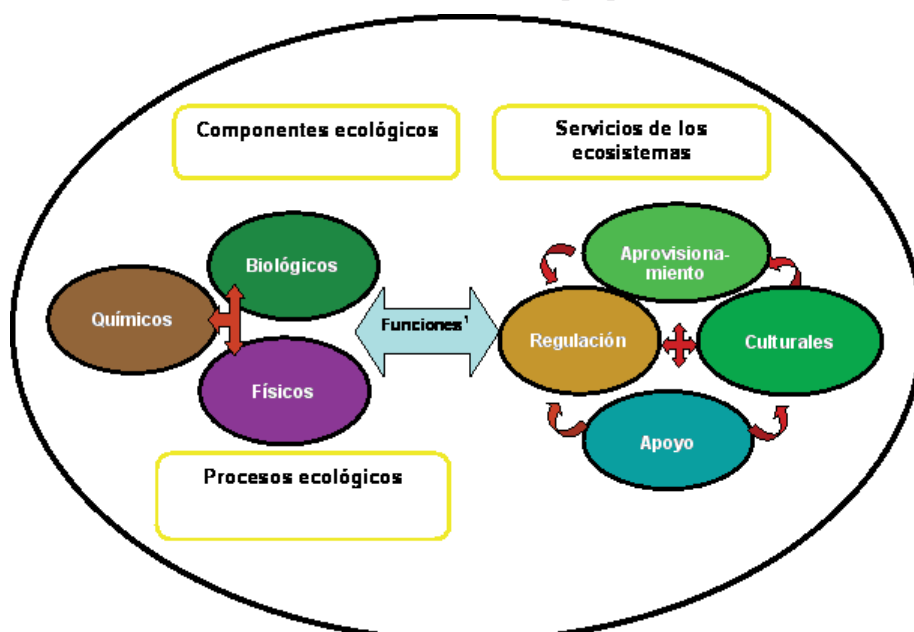 Componentes ecológicos
Servicios de los
ecosistemas
Biológicos
Químicos
Físicos
Funciones¹
Aprovisiona-
miento
Regulación
Culturales
Apoyo
Procesos ecológicos